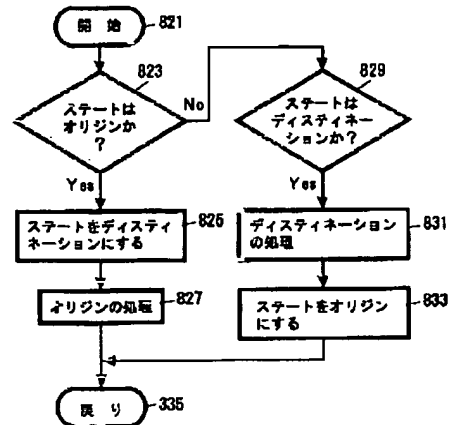 開始
821
823
ステートは
オリジンか
?
No
829
ステートは
ディスティネー
ションか?
Yes
Yes
ステートをディスティ
ネーションにする
825
ディスティネーション
の処理
831
オリジンの処理
827
ステートをオリジン
にする
833
戻り
335